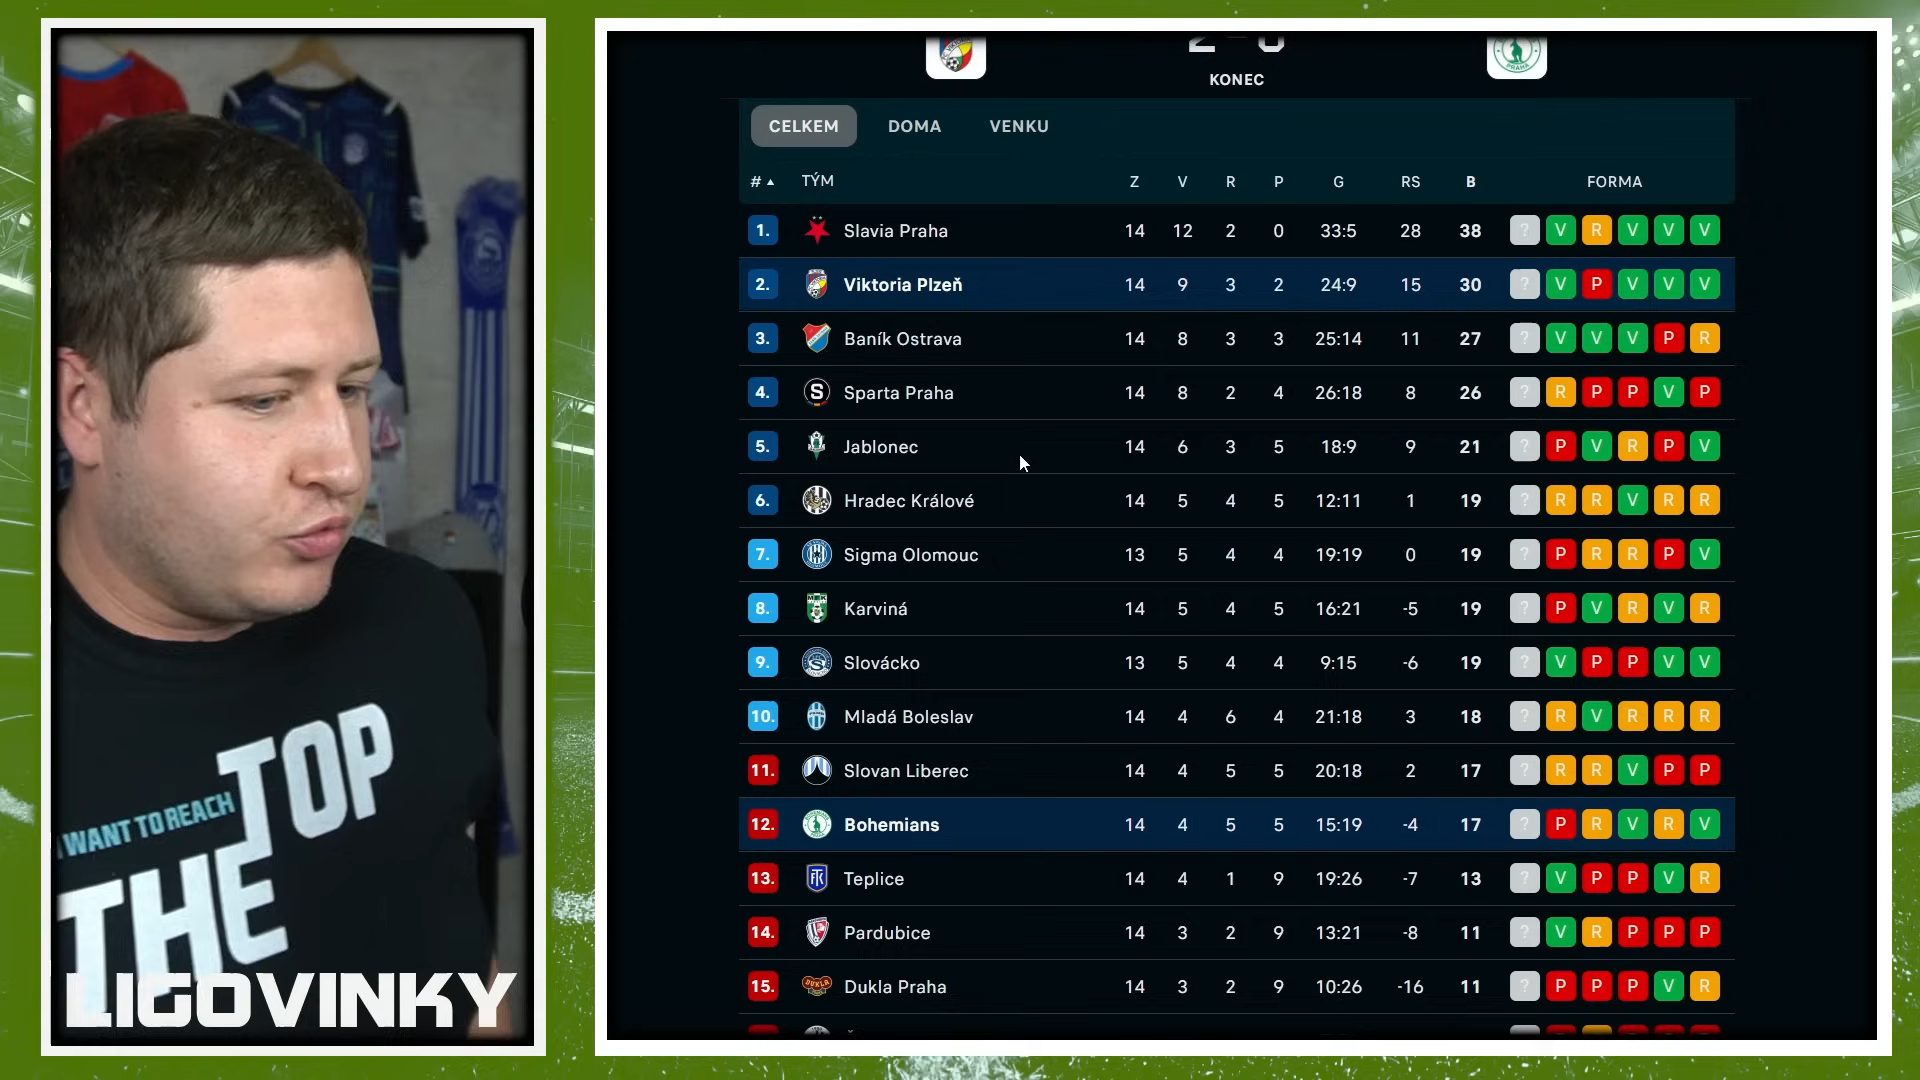 2 - 0
KONEC
CELKEM DOMA VENKU
# TÝM Z V R P G RS B FORMA
1. Slavia Praha 14 12 2 0 33:5 28 38 ? V R V V V
2. Viktoria Plzeň 14 9 3 2 24:9 15 30 ? V P V V V
3. Baník Ostrava 14 8 3 3 25:14 11 27 ? V V V P R
4. Sparta Praha 14 8 2 4 26:18 8 26 ? R P P V P
5. Jablonec 14 6 3 5 18:9 9 21 ? P V R P V
6. Hradec Králové 14 5 4 5 12:11 1 19 ? R R V R R
7. Sigma Olomouc 13 5 4 4 19:19 0 19 ? P R R P V
8. Karviná 14 5 4 5 16:21 -5 19 ? P V R V R
9. Slovácko 13 5 4 4 9:15 -6 19 ? V P P V V
10. Mladá Boleslav 14 4 6 4 21:18 3 18 ? R V R R R
11. Slovan Liberec 14 4 5 5 20:18 2 17 ? R R V P P
12. Bohemians 14 4 5 5 15:19 -4 17 ? P R V R V
13. Teplice 14 4 1 9 19:26 -7 13 ? V P P V R
14. Pardubice 14 3 2 9 13:21 -8 11 ? V R P P P
15. Dukla Praha 14 3 2 9 10:26 -16 11 ? P P P V R
I WANT TO REACH TOP
THE
LIGOVINKY